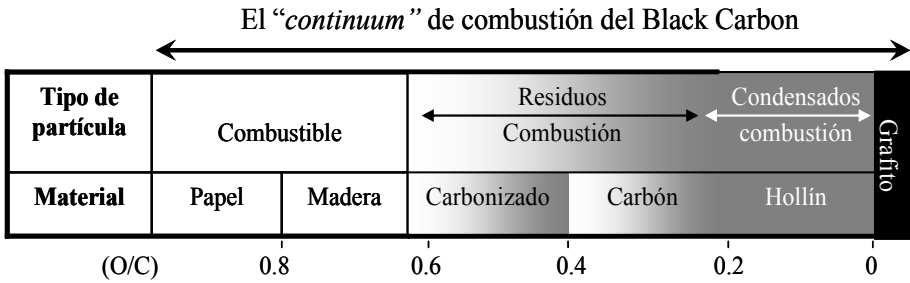 El “continuum” de combustión del Black Carbon
Tipo de
partícula
Combustible
Residuos
Combustión
Condensados
combustión
Grafito
Material
Papel
Madera
Carbonizado
Carbón
Hollín
(O/C)
0.8
0.6
0.4
0.2
0